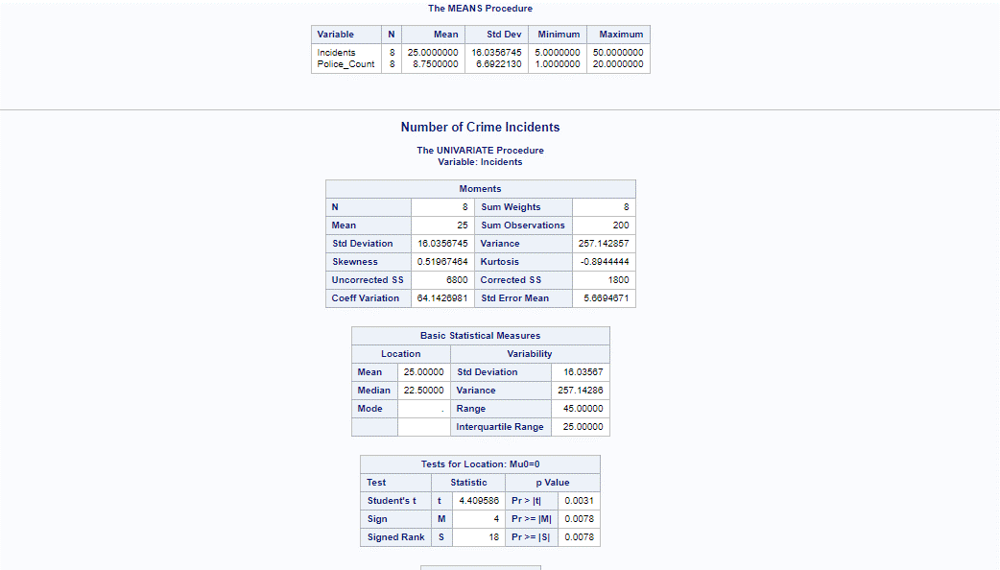 The MEANS Procedure
Variable N Mean Std Dev Minimum Maximum
Incidents 8 25.0000000 16.0356745 5.0000000 50.0000000
Police_Count 8 8.7500000 6.6922130 1.0000000 20.0000000
Number of Crime Incidents
The UNIVARIATE Procedure
Variable: Incidents
Moments
N 8 Sum Weights 8
Mean 25 Sum Observations 200
Std Deviation 16.0356745 Variance 257.142857
Skewness 0.51967464 Kurtosis -0.8944444
Uncorrected SS 6800 Corrected SS 1800
Coeff Variation 64.1426981 Std Error Mean 5.6694671
Basic Statistical Measures
Location Variability
Mean 25.00000 Std Deviation 16.03567
Median 22.50000 Variance 257.14286
Mode . Range 45.00000
Interquartile Range 25.00000
Tests for Location: Mu0=0
Test Statistic p Value
Student's t t 4.409586 Pr > |t| 0.0031
Sign M 4 Pr >= |M| 0.0078
Signed Rank S 18 Pr >= |S| 0.0078